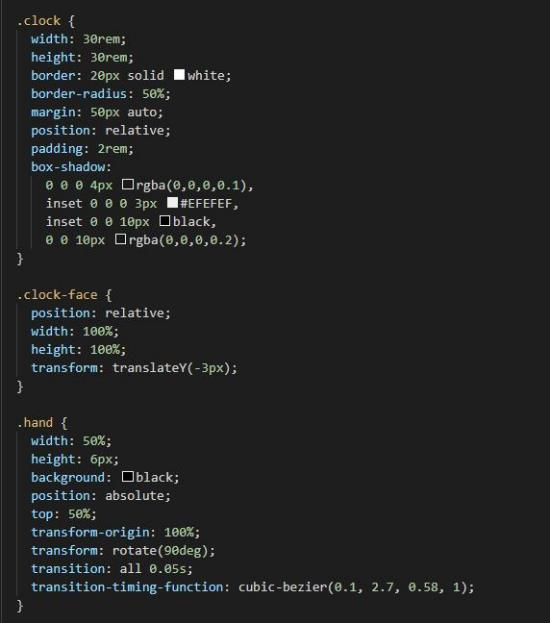 .clock {
width: 30rem;
height: 30rem;
border: 20px solid white;
border-radius: 50%;
margin: 50px auto;
position: relative;
padding: 2rem;
box-shadow:
0 0 0 4px rgba(0,0,0,0.1),
inset 0 0 0 3px #EFEFEF,
inset 0 0 10px black,
0 0 10px rgba(0,0,0,0.2);
}
.clock-face {
position: relative;
width: 100%;
height: 100%;
transform: translateY(-3px);
}
.hand {
width: 50%;
height: 6px;
background: black;
position: absolute;
top: 50%;
transform-origin: 100%;
transform: rotate(90deg);
transition: all 0.05s;
transition-timing-function: cubic-bezier(0.1, 2.7, 0.58, 1);
}